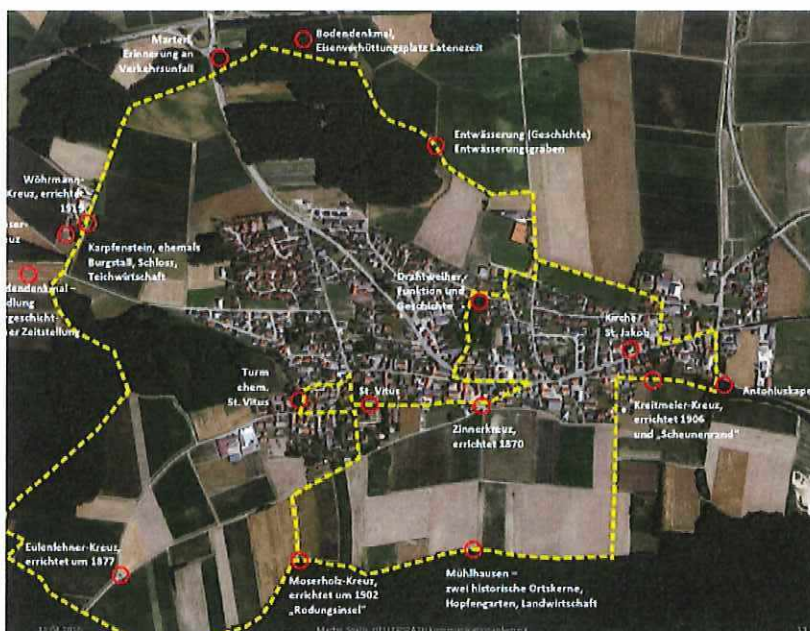 Marterl,
Erinnerung an
Verkehrsunfall
Bodendenkmal,
Eisenverhüttungsplatz Latenezeit
Entwässerung (Geschichte)
Entwässerungsgraben
Wöhrmann-
Kreuz, errichtet
Karpfenstein, ehemals
Burgstall, Schloss,
Teichwirtschaft
Drahtweiher,
Funktion und
Geschichte
Kirche
St. Jakob
Turm
ehem.
St. Vitus
St. Vitus
Zinnerkreuz,
errichtet 1870
Kreitmeier-Kreuz,
errichtet 1906
und „Scheunenrand"
Antoniuskape
Eulenlehner-Kreuz,
errichtet um 1877
Moserholz-Kreuz,
errichtet um 1902
„Rodungsinsel"
Mühlhausen –
zwei historische Ortskerne,
Hopfengarten, Landwirtschaft